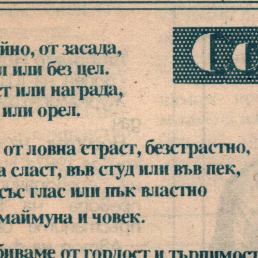 йно, от засада,
л или без цел.
ст или награда,
или орел.
от ловна страст, безстрастно,
а сласт, във студ или във пек,
със глас или пък властно
маймуна и човек.
биваме от гордост и търпимост